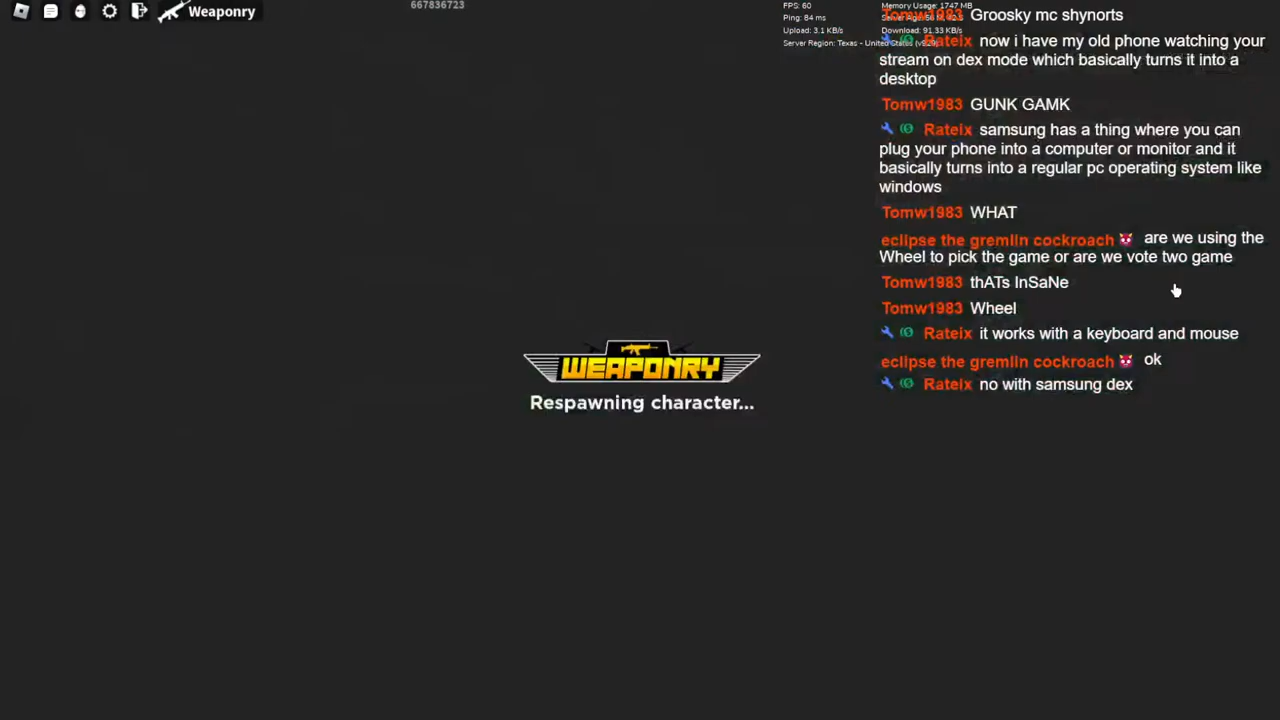 Weaponry
667836723
FPS: 60
Memory Usage: 1747 MB
Ping: 84 ms
Upload: 3.1 KB/s
Download: 91.33 KB/s
Server Region: Texas - United States
Tomw1983 Groosky mc shynorts
Rateix now i have my old phone watching your
stream on dex mode which basically turns it into a
desktop
Tomw1983 GUNK GAMK
Rateix samsung has a thing where you can
plug your phone into a computer or monitor and it
basically turns into a regular pc operating system like
windows
Tomw1983 WHAT
eclipse the gremlin cockroach are we using the
Wheel to pick the game or are we vote two game
Tomw1983 thATs InSaNe
Tomw1983 Wheel
Rateix it works with a keyboard and mouse
eclipse the gremlin cockroach ok
Rateix no with samsung dex
WEAPONRY
Respawning character...